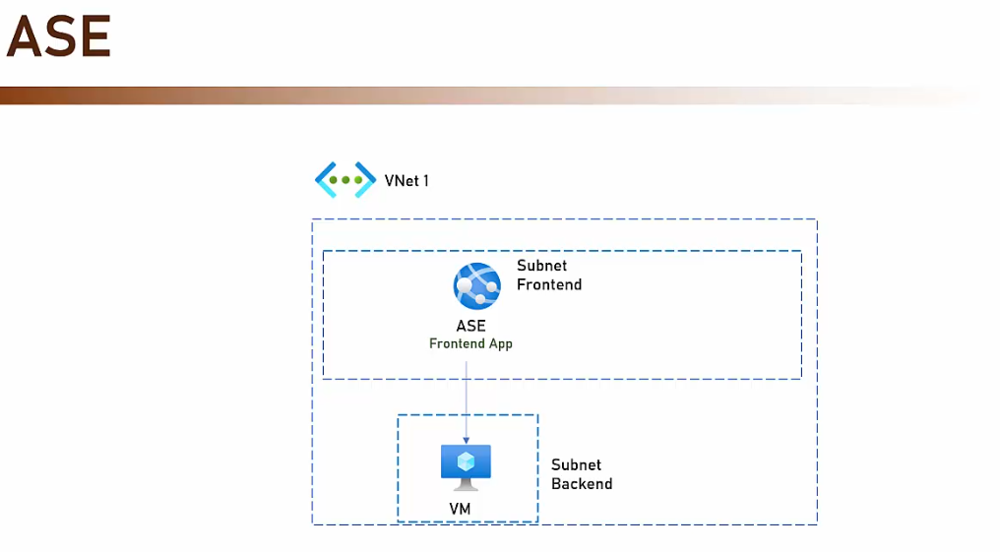 ASE
VNet 1
Subnet
Frontend
ASE
Frontend App
Subnet
Backend
VM